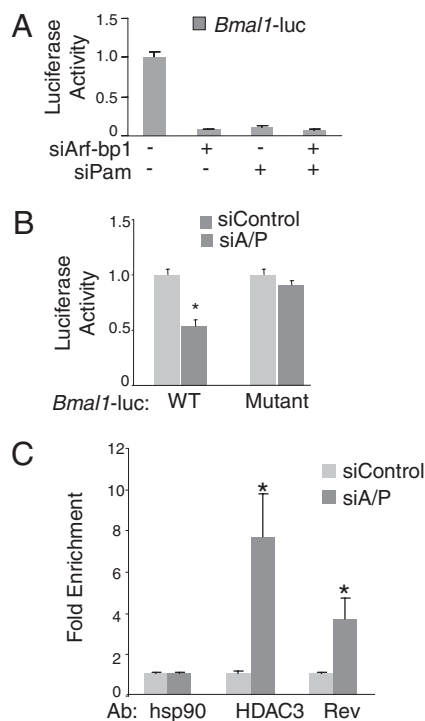 A
Bmal1-luc
Luciferase
Activity
1.5
1.0
0.5
0
siArf-bp1 - + - +
siPam - - + +
B
siControl
siA/P
Luciferase
Activity
1.5
1.0
0.5
0
*
Bmal1-luc: WT Mutant
C
siControl
siA/P
Fold Enrichment
12
10
8
6
4
2
0
*
*
Ab: hsp90 HDAC3 Rev